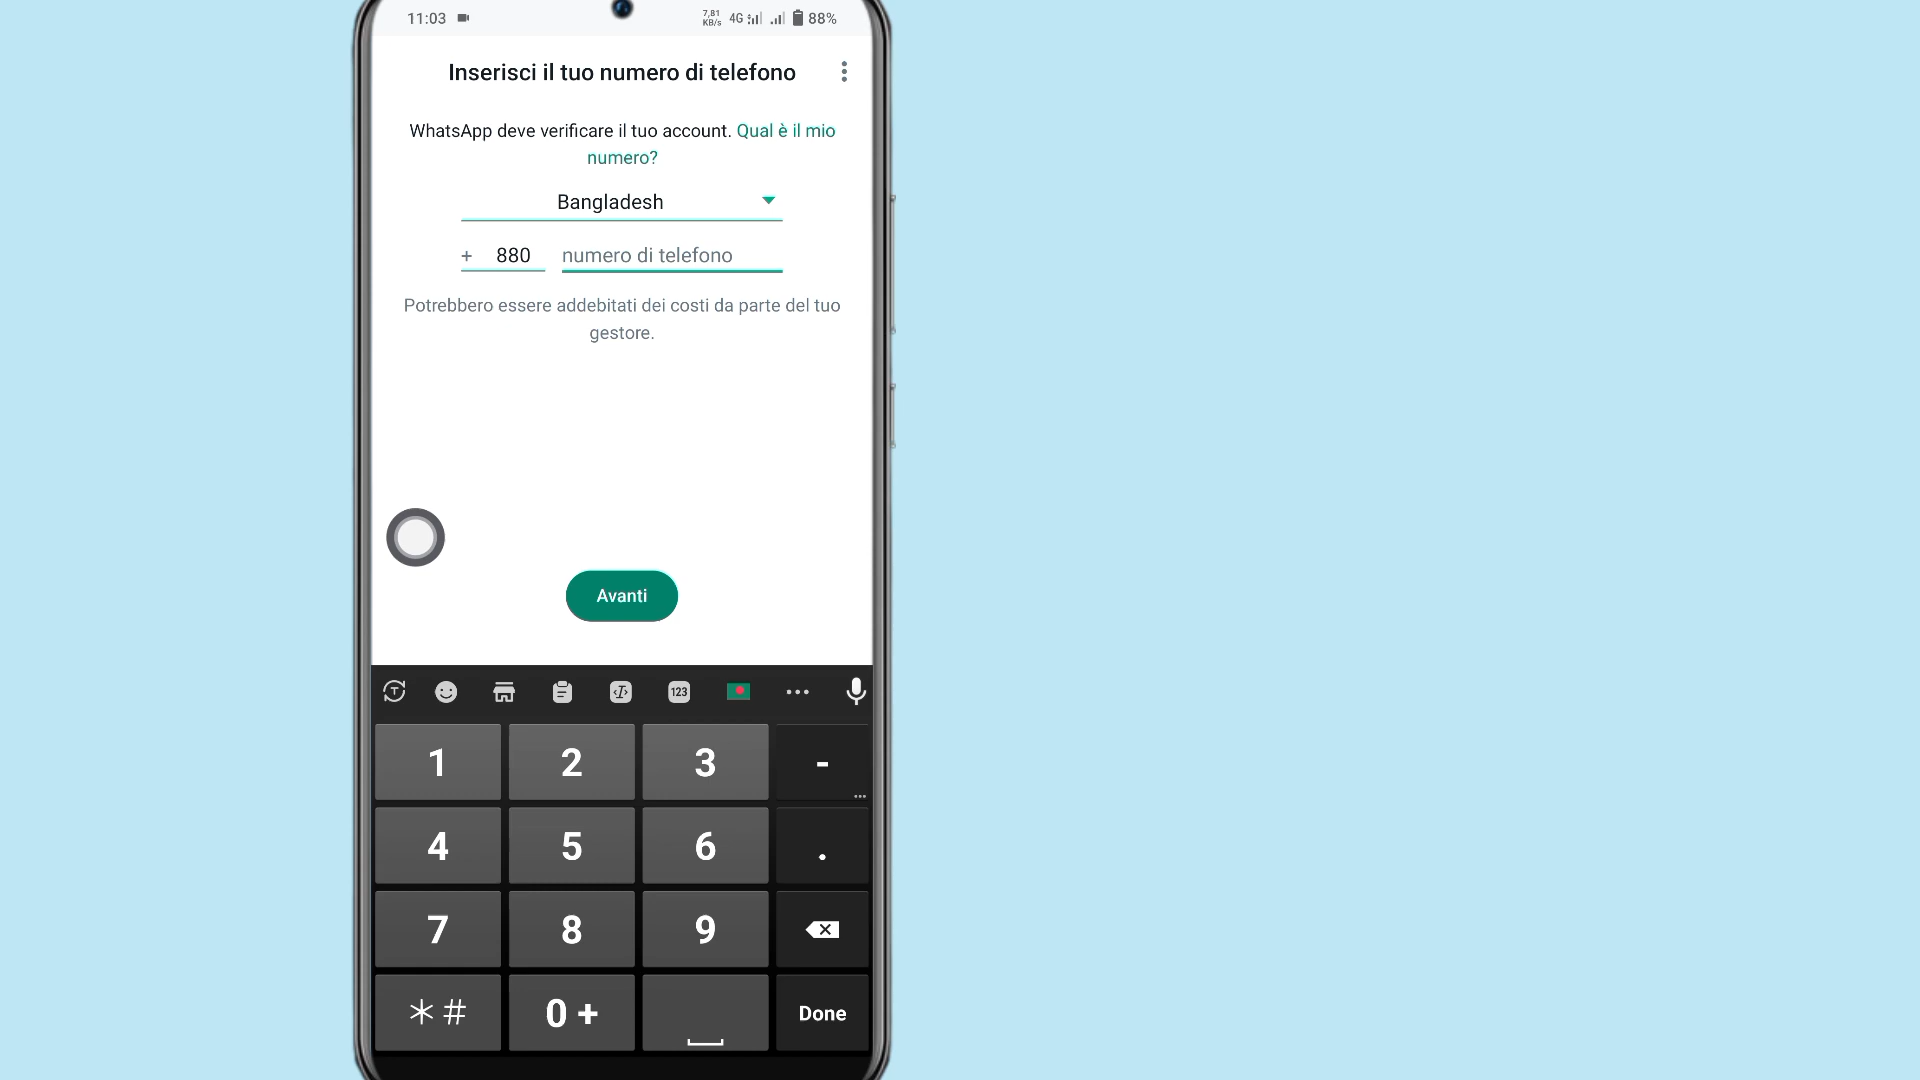 11:03 7,81 KB/s 4G 88%
Inserisci il tuo numero di telefono
WhatsApp deve verificare il tuo account. Qual è il mio
numero?
Bangladesh
+ 880 numero di telefono
Potrebbero essere addebitati dei costi da parte del tuo
gestore.
Avanti
T 123
1 2 3 -
4 5 6 .
7 8 9
*# 0 +
Done